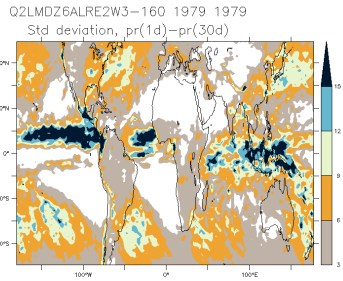 Q2LMDZ6ALRE2W3-160 1979 1979
Std deviation, pr(1d)-pr(30d)
15
12
9
6
3
0°
100°W
0°
100°E